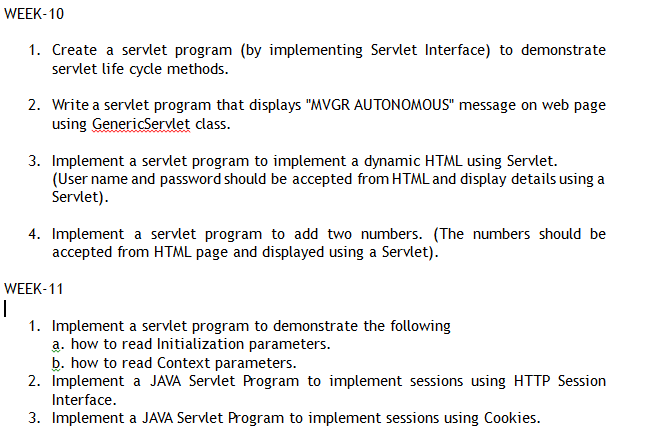 WEEK-10
1. Create a servlet program (by implementing Servlet Interface) to demonstrate
servlet life cycle methods.
2. Write a servlet program that displays "MVGR AUTONOMOUS" message on web page
using GenericServlet class.
3. Implement a servlet program to implement a dynamic HTML using Servlet.
(User name and password should be accepted from HTML and display details using a
Servlet).
4. Implement a servlet program to add two numbers. (The numbers should be
accepted from HTML page and displayed using a Servlet).
WEEK-11
1. Implement a servlet program to demonstrate the following
a. how to read Initialization parameters.
b. how to read Context parameters.
2. Implement a JAVA Servlet Program to implement sessions using HTTP Session
Interface.
3. Implement a JAVA Servlet Program to implement sessions using Cookies.